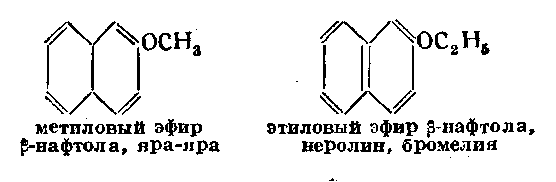 OCH₃
OC₂H₅
метиловый эфир
β-нафтола, яра-яра
этиловый эфир β-нафтола,
неролин, бромелия